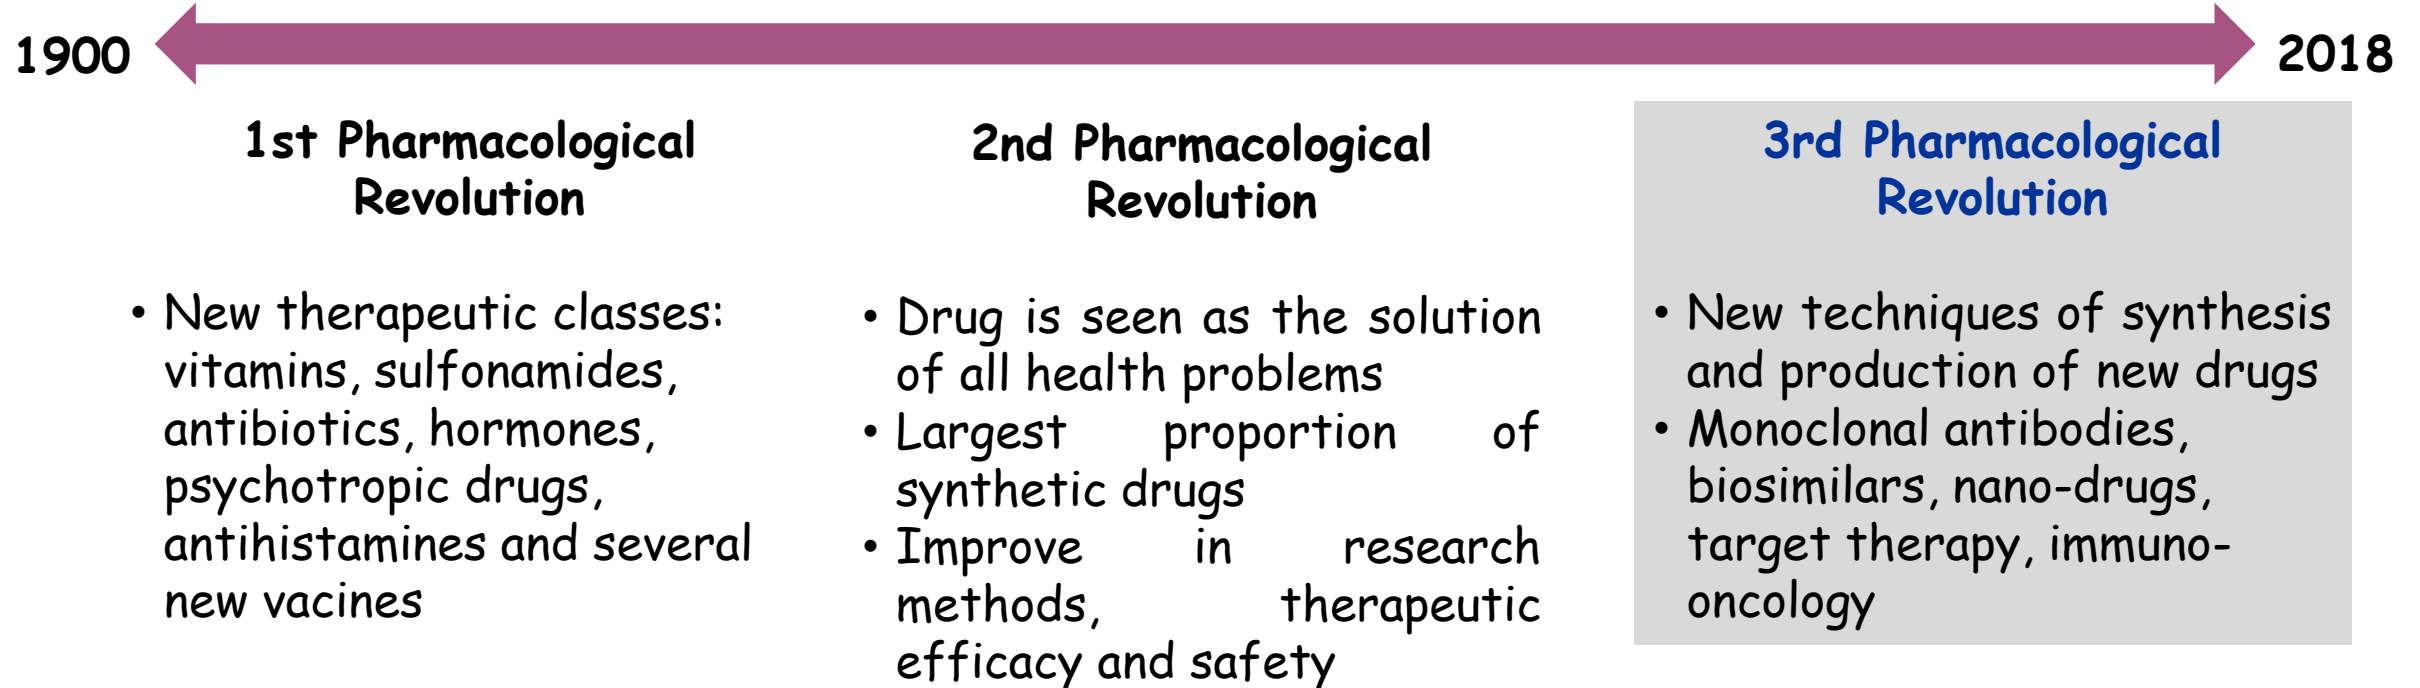 1900
2018
1st Pharmacological
Revolution
• New therapeutic classes:
vitamins, sulfonamides,
antibiotics, hormones,
psychotropic drugs,
antihistamines and several
new vacines
2nd Pharmacological
Revolution
• Drug is seen as the solution
of all health problems
• Largest proportion of
synthetic drugs
• Improve in research
methods, therapeutic
efficacy and safety
3rd Pharmacological
Revolution
• New techniques of synthesis
and production of new drugs
• Monoclonal antibodies,
biosimilars, nano-drugs,
target therapy, immuno-
oncology